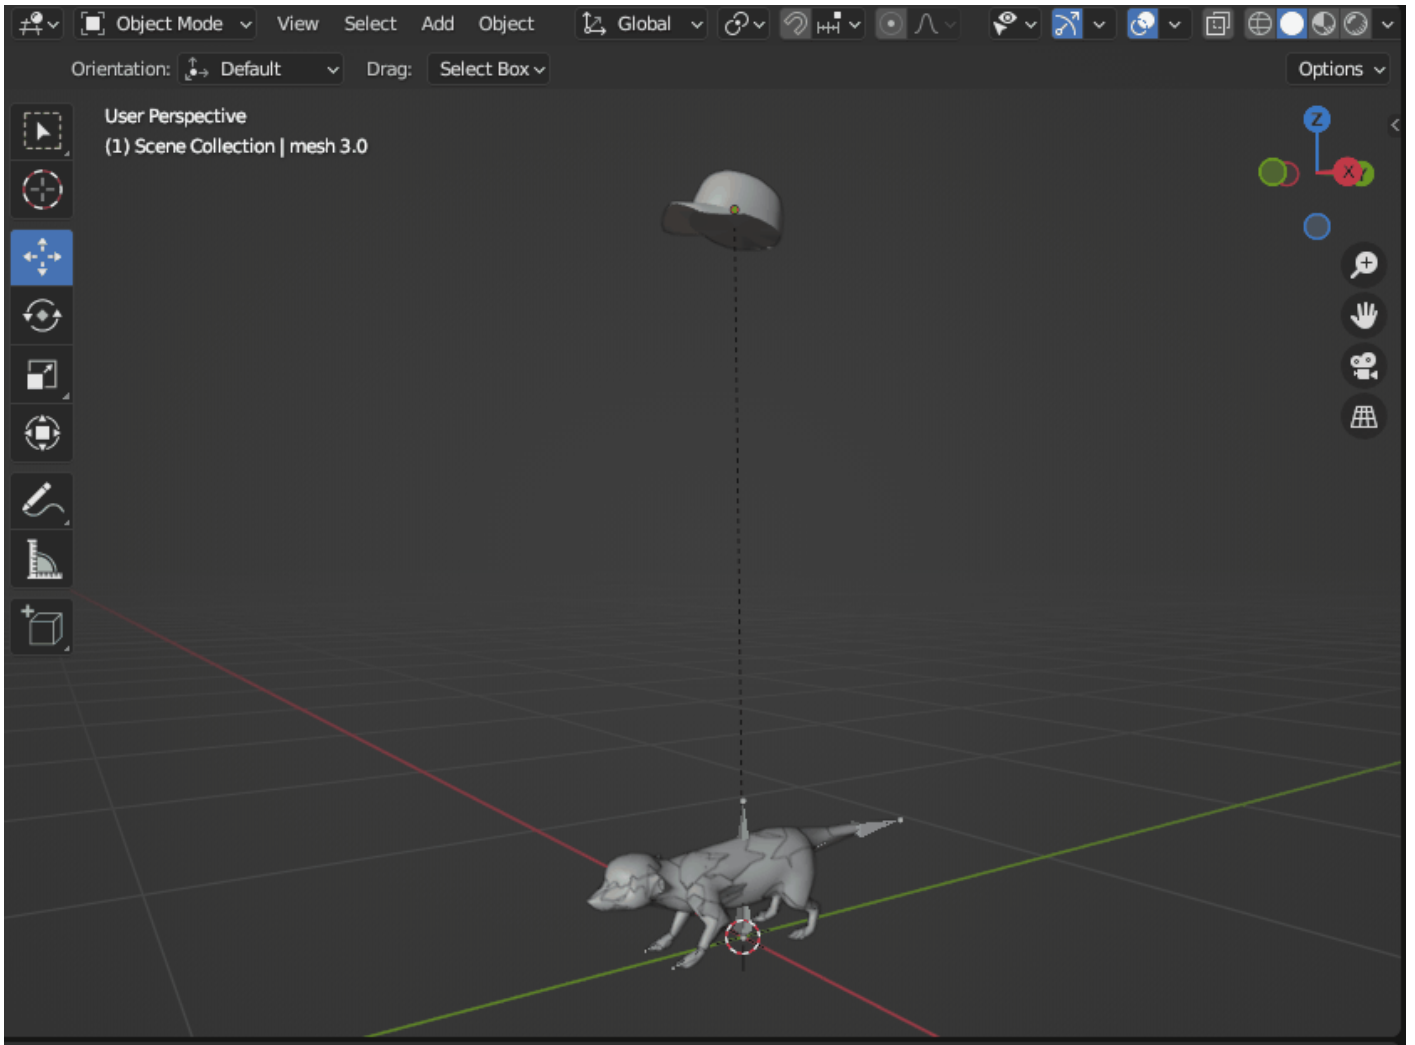 Object Mode View Select Add Object Global
Orientation: Default Drag: Select Box Options
User Perspective
(1) Scene Collection | mesh 3.0
Z
X Y